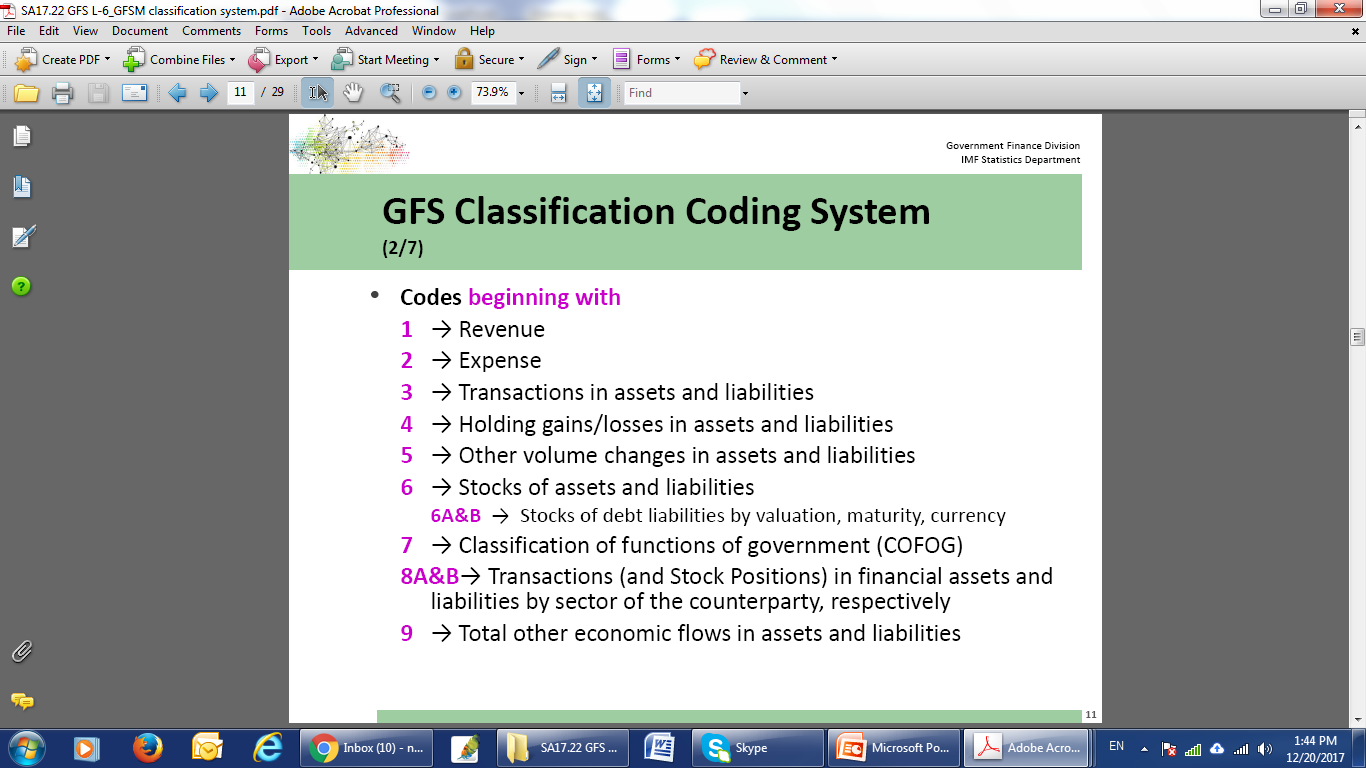 SA17.22 GFS L-6_GFSM classification system.pdf - Adobe Acrobat Professional
File Edit View Document Comments Forms Tools Advanced Window Help
Create PDF Combine Files Export Start Meeting Secure Sign Forms Review & Comment
11 / 29 73.9% Find
Government Finance Division
IMF Statistics Department
GFS Classification Coding System
(2/7)
• Codes beginning with
1 → Revenue
2 → Expense
3 → Transactions in assets and liabilities
4 → Holding gains/losses in assets and liabilities
5 → Other volume changes in assets and liabilities
6 → Stocks of assets and liabilities
6A&B → Stocks of debt liabilities by valuation, maturity, currency
7 → Classification of functions of government (COFOG)
8A&B→ Transactions (and Stock Positions) in financial assets and
liabilities by sector of the counterparty, respectively
9 → Total other economic flows in assets and liabilities
11
Inbox (10) - n... SA17.22 GFS ... Skype Microsoft Po... Adobe Acro... EN 1:44 PM
12/20/2017